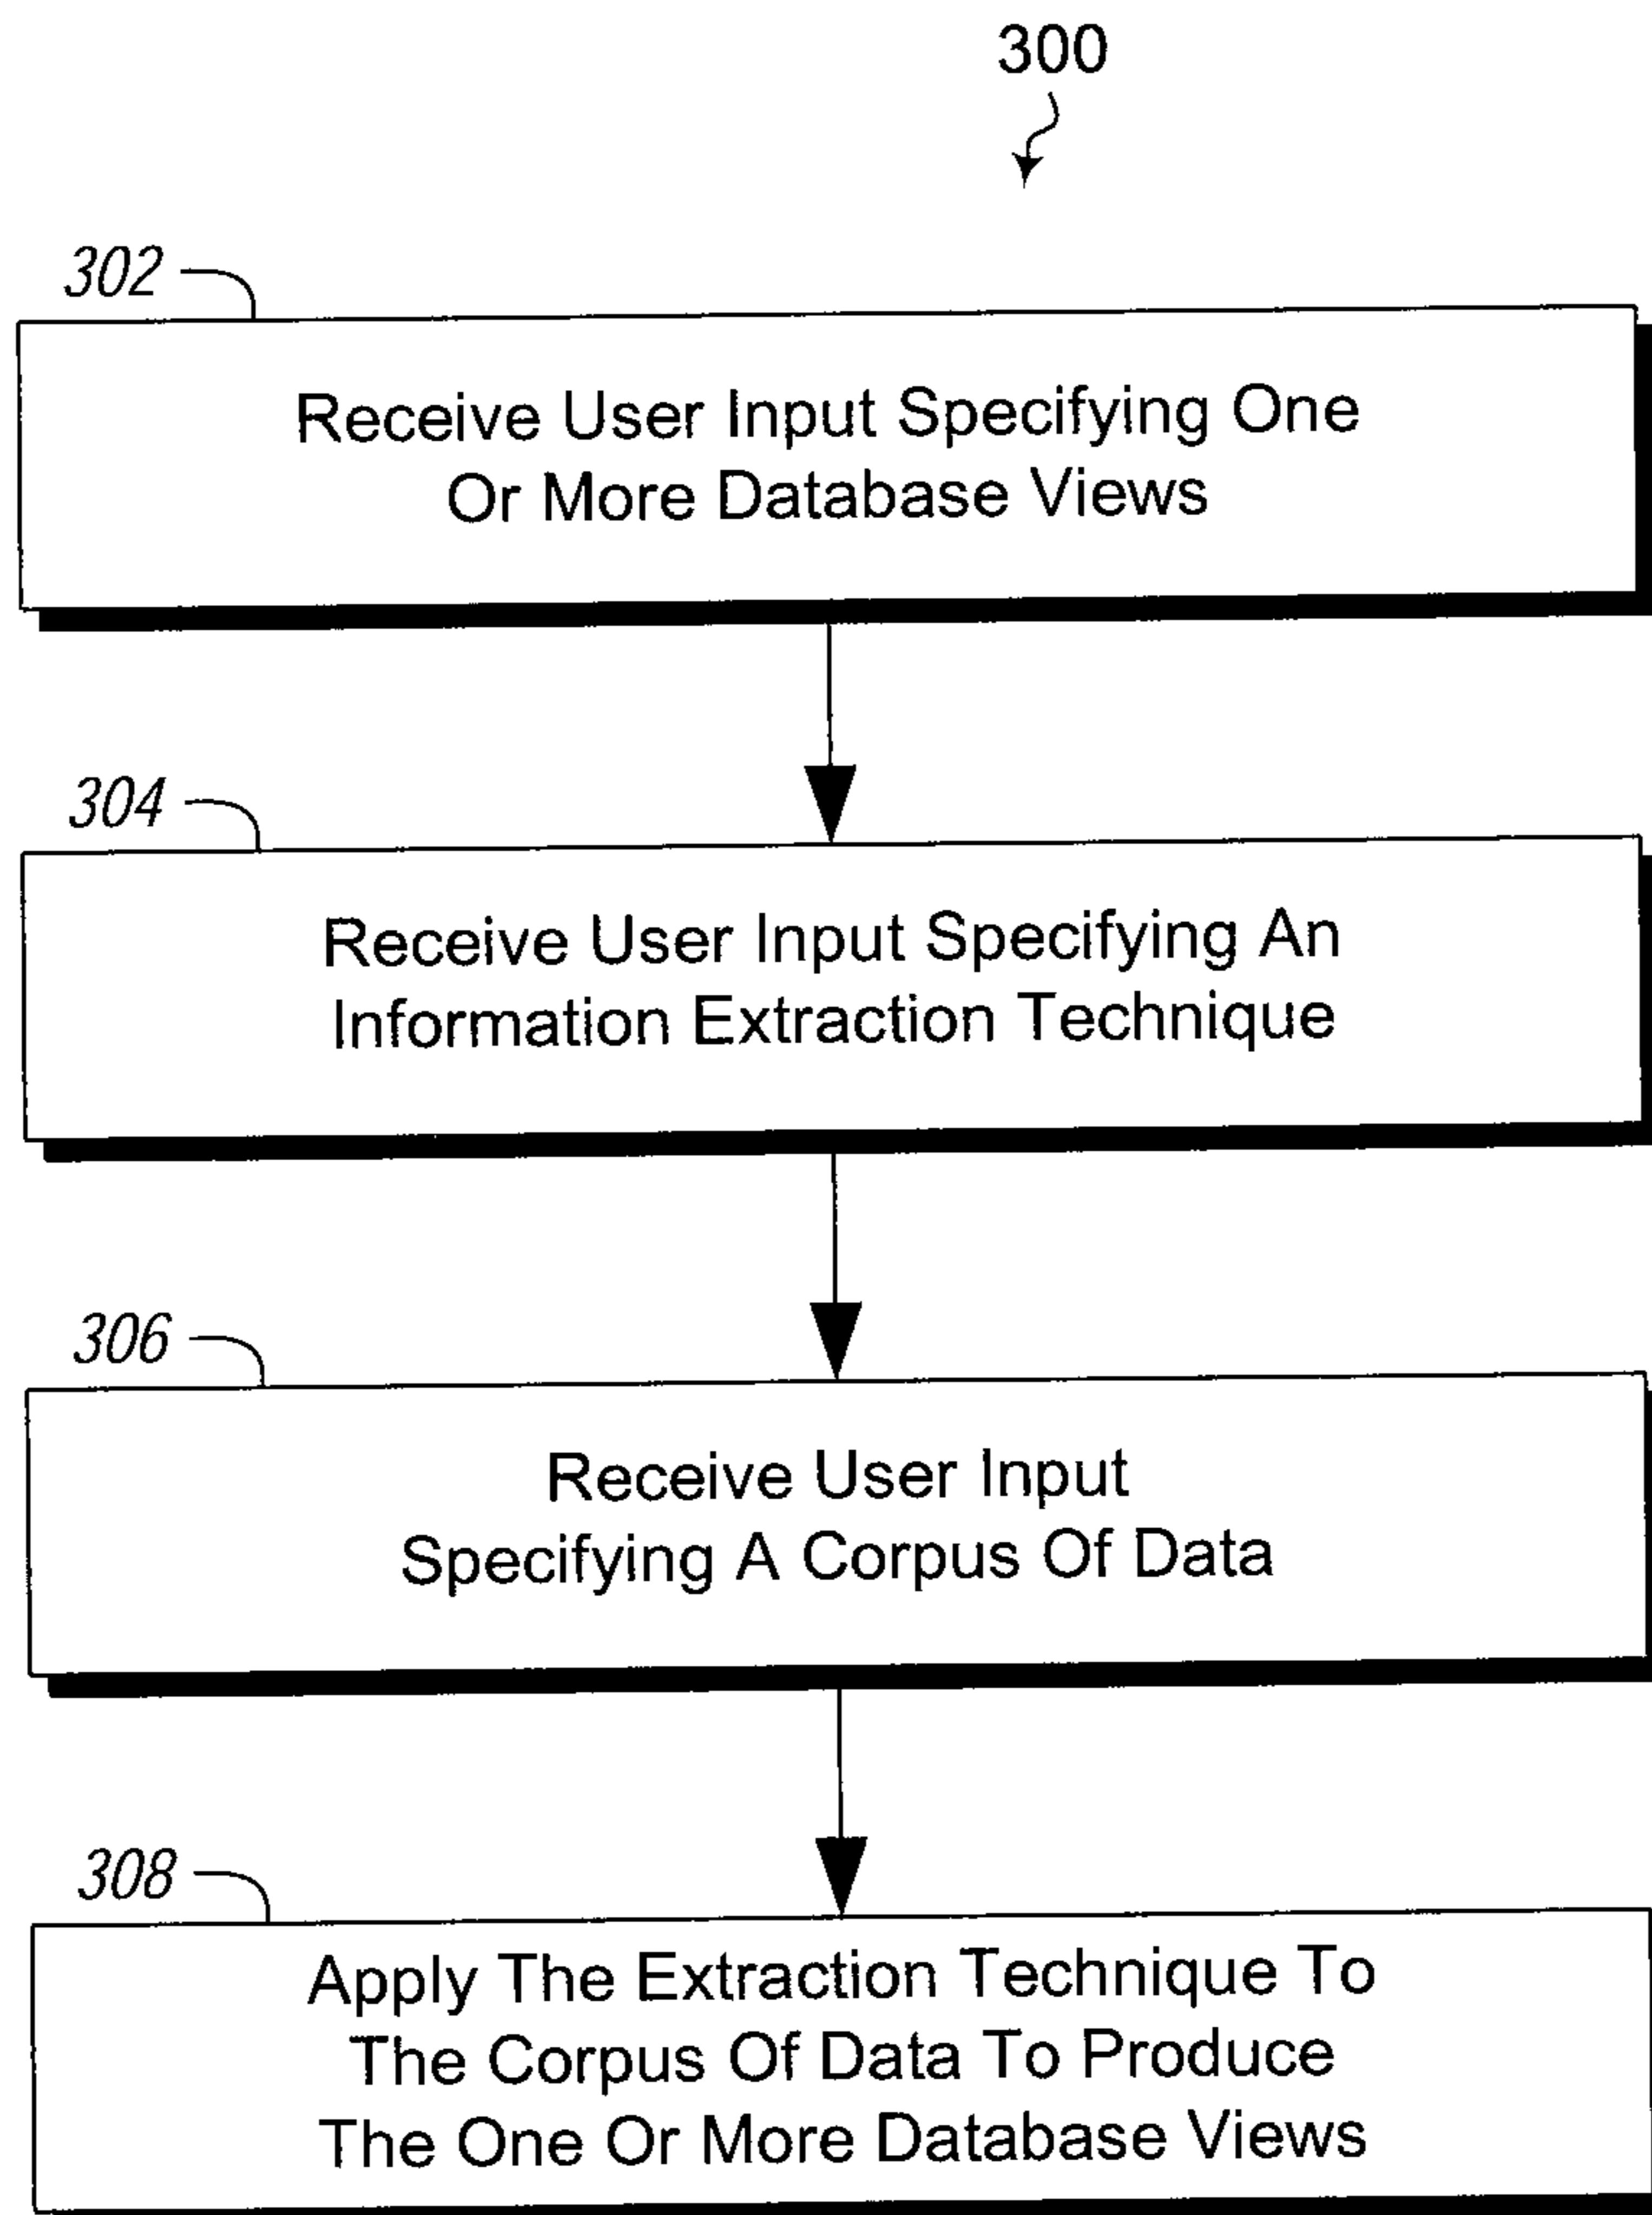 300
302
Receive User Input Specifying One
Or More Database Views
304
Receive User Input Specifying An
Information Extraction Technique
306
Receive User Input
Specifying A Corpus Of Data
308
Apply The Extraction Technique To
The Corpus Of Data To Produce
The One Or More Database Views